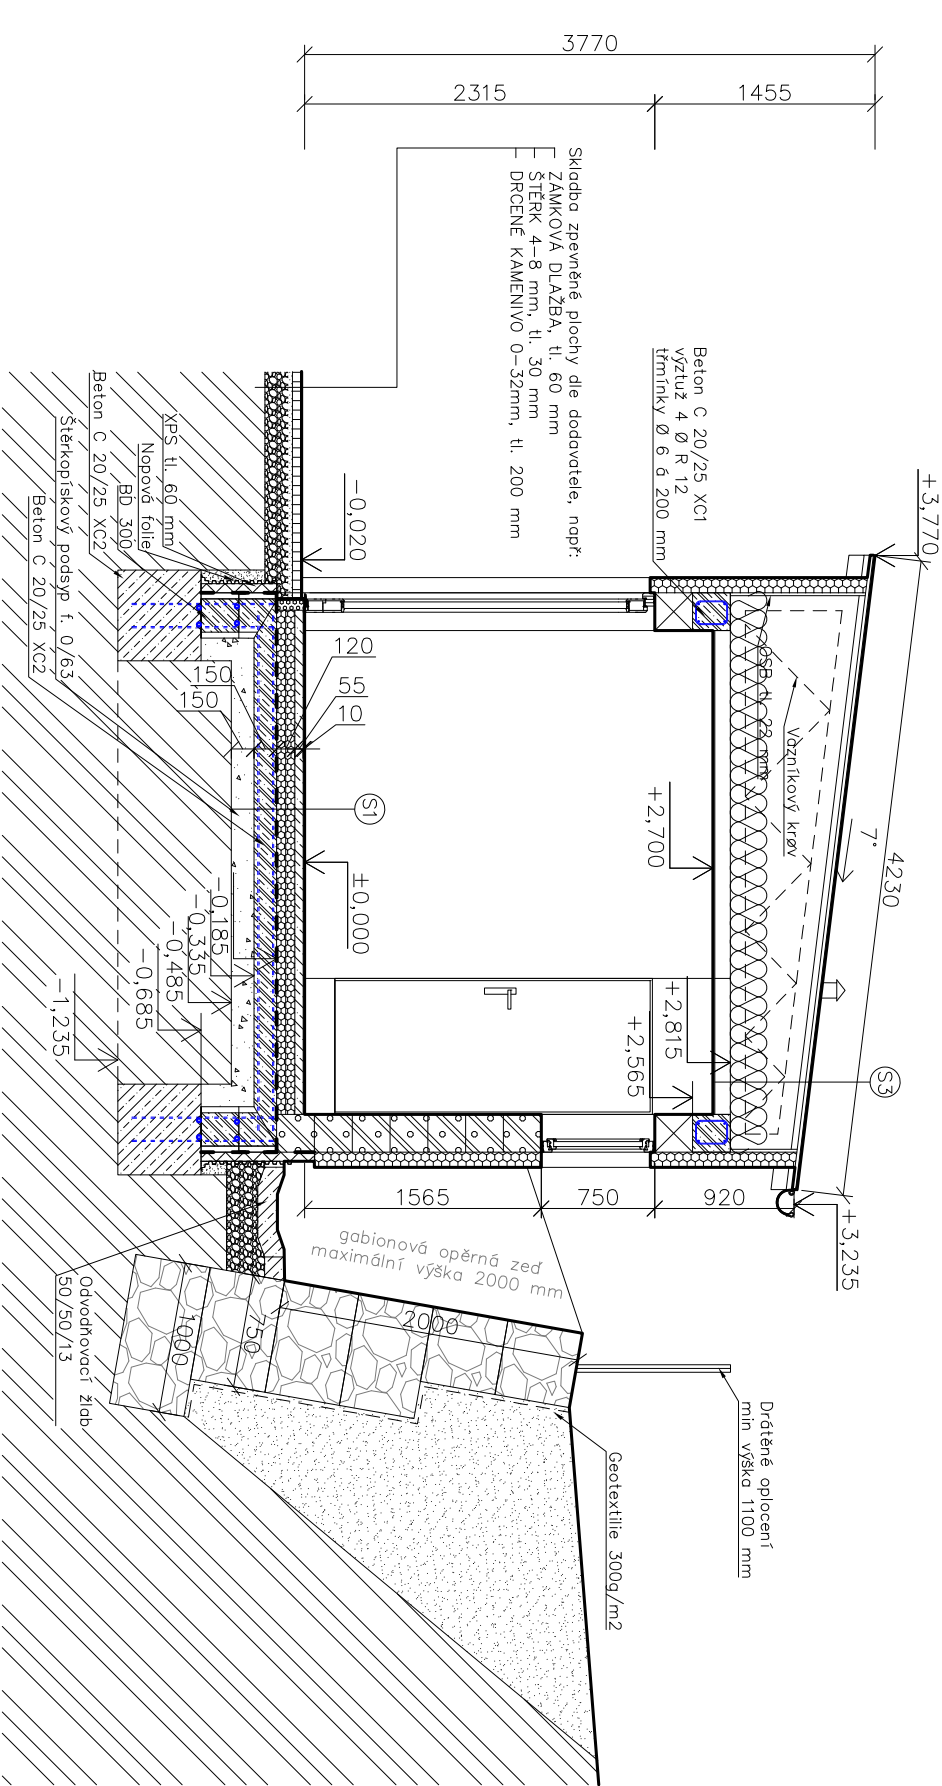 3770
2315
1455
Skladba zpevněné plochy dle dodavatele, např:
ZÁMKOVÁ DLAŽBA, tl. 60 mm
ŠTĚRK 4-8 mm, tl. 30 mm
DRCENÉ KAMENIVO 0-32mm, tl. 200 mm
Beton C 20/25 XC1
výztuž 4 Ø R 12
třmínky Ø 6 á 200 mm
+3,770
-0,020
XPS tl. 60 mm
Nopová folie
BD 300
Beton C 20/25 XC2
Štěrkopískový podsyp f. 0/63
Beton C 20/25 XC2
150
150
120
55
10
OSB tl. 22 mm
Vazníkový krov
7°
4230
S1
S3
+2,700
±0,000
-0,185
-0,335
-0,485
-0,685
-1,235
+2,815
+2,565
1565
750
920
+3,235
gabionová opěrná zeď
maximální výška 2000 mm
2000
750
1000
Odvodňovací žlab
50/50/13
Drátěné oplocení
min výška 1100 mm
Geotextilie 300g/m2